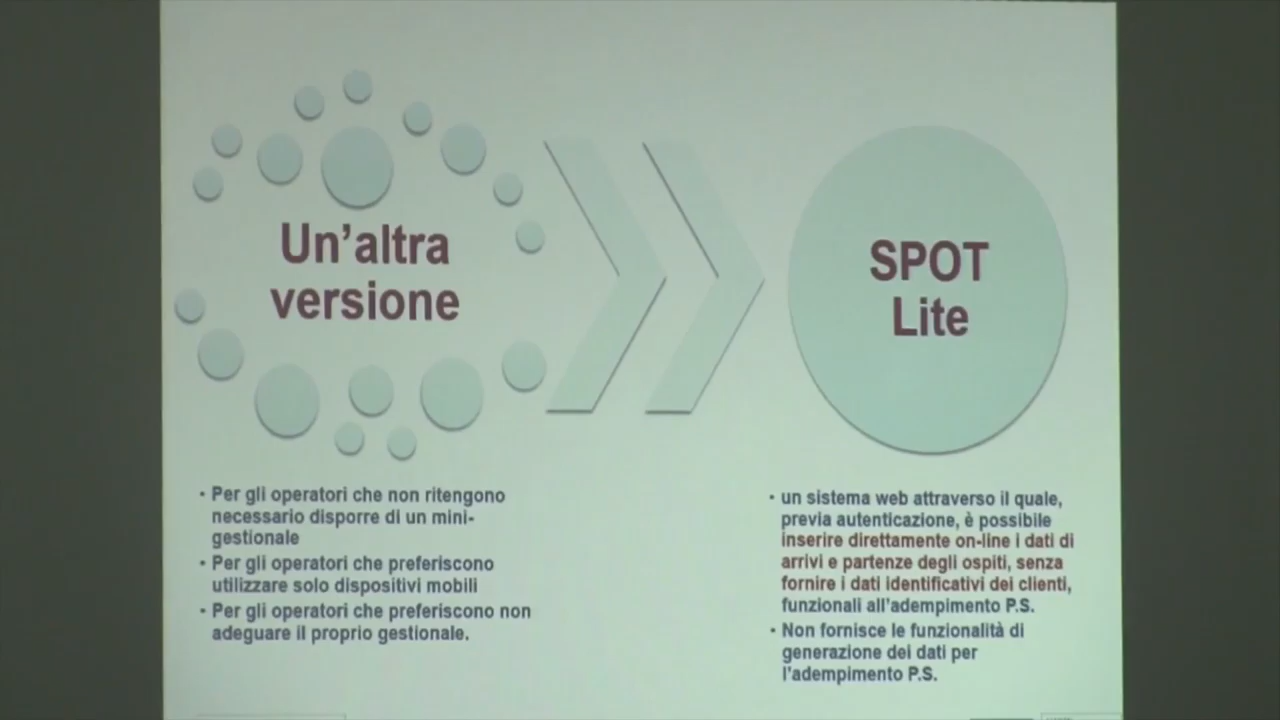 Un'altra
versione
SPOT
Lite
• Per gli operatori che non ritengono
necessario disporre di un mini-
gestionale
• Per gli operatori che preferiscono
utilizzare solo dispositivi mobili
• Per gli operatori che preferiscono non
adeguare il proprio gestionale.
• un sistema web attraverso il quale,
previa autenticazione, è possibile
inserire direttamente on-line i dati di
arrivi e partenze degli ospiti, senza
fornire i dati identificativi dei clienti,
funzionali all'adempimento P.S.
• Non fornisce le funzionalità di
generazione dei dati per
l'adempimento P.S.